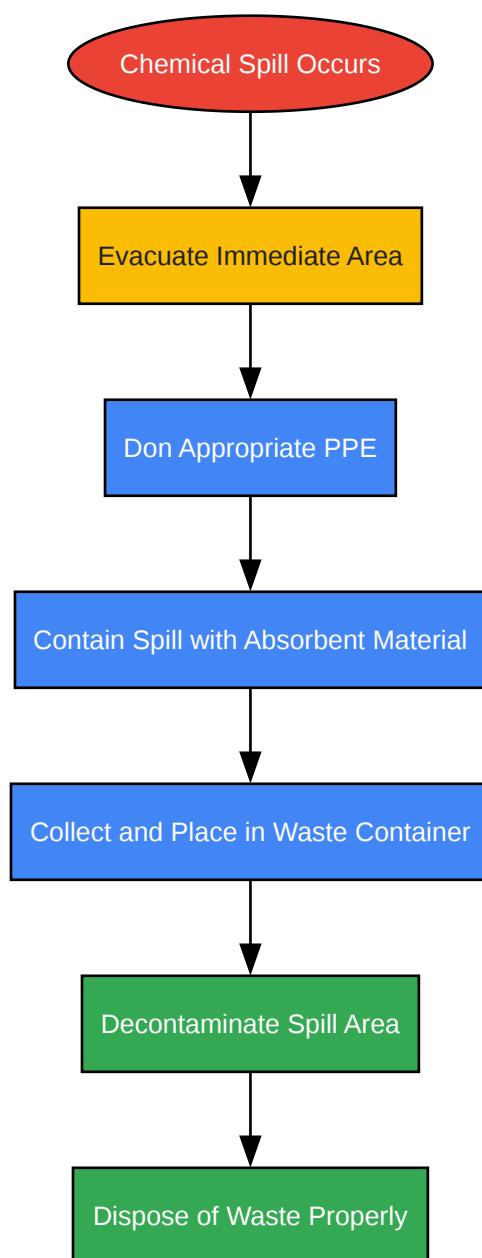 Chemical Spill Occurs
Evacuate Immediate Area
Don Appropriate PPE
Contain Spill with Absorbent Material
Collect and Place in Waste Container
Decontaminate Spill Area
Dispose of Waste Properly